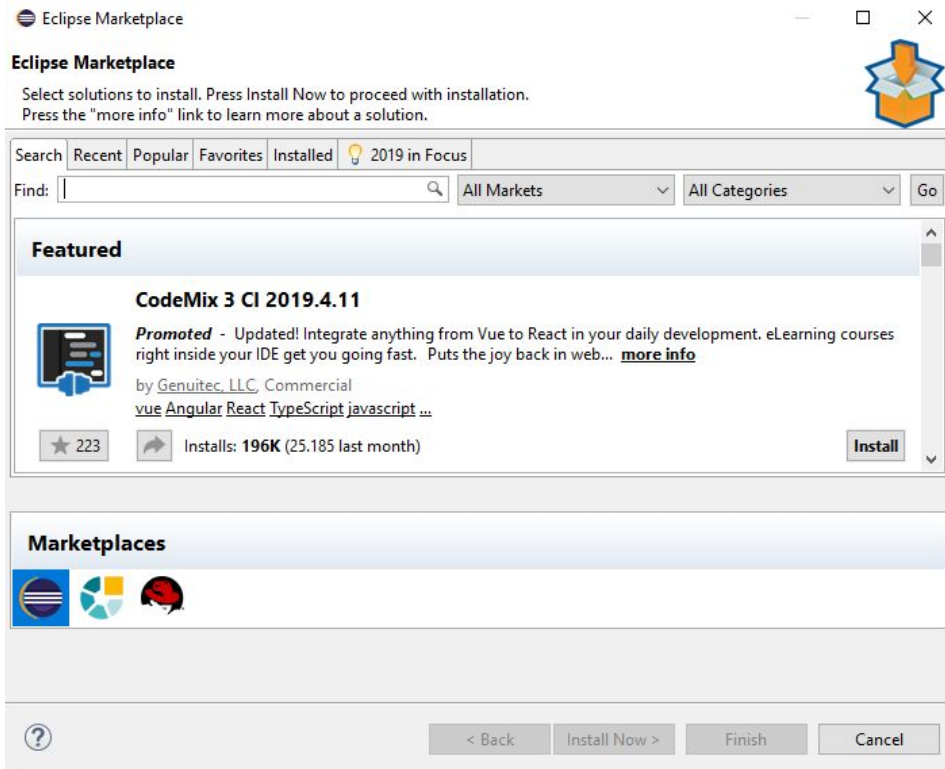 Eclipse Marketplace
Eclipse Marketplace
Select solutions to install. Press Install Now to proceed with installation.
Press the "more info" link to learn more about a solution.
Search Recent Popular Favorites Installed 2019 in Focus
Find: All Markets All Categories Go
Featured
CodeMix 3 CI 2019.4.11
Promoted - Updated! Integrate anything from Vue to React in your daily development. eLearning courses
right inside your IDE get you going fast. Puts the joy back in web... more info
by Genuitec, LLC, Commercial
vue Angular React TypeScript javascript ...
223 Installs: 196K (25.185 last month) Install
Marketplaces
? < Back Install Now > Finish Cancel